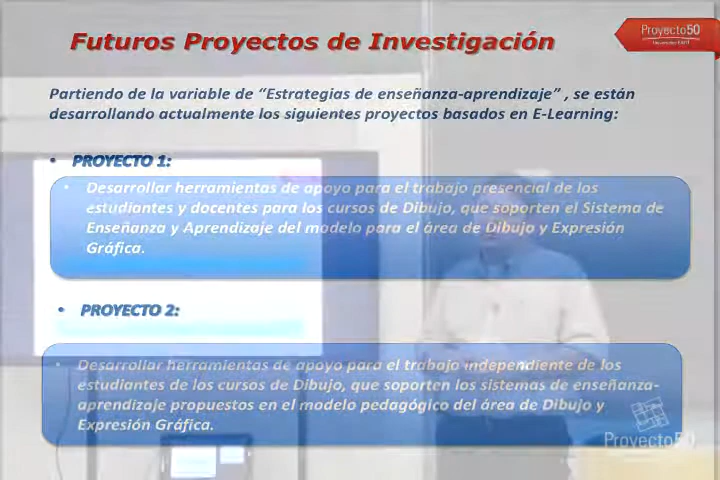 Futuros Proyectos de Investigación
Proyecto50
Partiendo de la variable de “Estrategias de enseñanza-aprendizaje” , se están
desarrollando actualmente los siguientes proyectos basados en E-Learning:
• PROYECTO 1:
• Desarrollar herramientas de apoyo para el trabajo presencial de los
estudiantes y docentes para los cursos de Dibujo, que soporten el Sistema de
Enseñanza y Aprendizaje del modelo para el área de Dibujo y Expresión
Gráfica.
• PROYECTO 2:
• Desarrollar herramientas de apoyo para el trabajo independiente de los
estudiantes de los cursos de Dibujo, que soporten los sistemas de enseñanza-
aprendizaje propuestos en el modelo pedagógico del área de Dibujo y
Expresión Gráfica.
Proyecto50